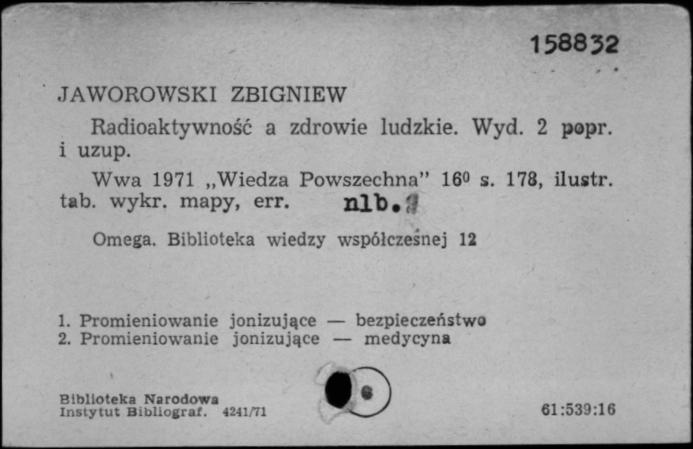 158832
JAWOROWSKI ZBIGNIEW
Radioaktywność a zdrowie ludzkie. Wyd. 2 popr.
i uzup.
Wwa 1971 „Wiedza Powszechna” 16⁰ s. 178, ilustr.
tab. wykr. mapy, err. nlb.
Omega. Biblioteka wiedzy współczesnej 12
1. Promieniowanie jonizujące — bezpieczeństwo
2. Promieniowanie jonizujące — medycyna
Biblioteka Narodowa
Instytut Bibliograf. 4241/71
61:539:16